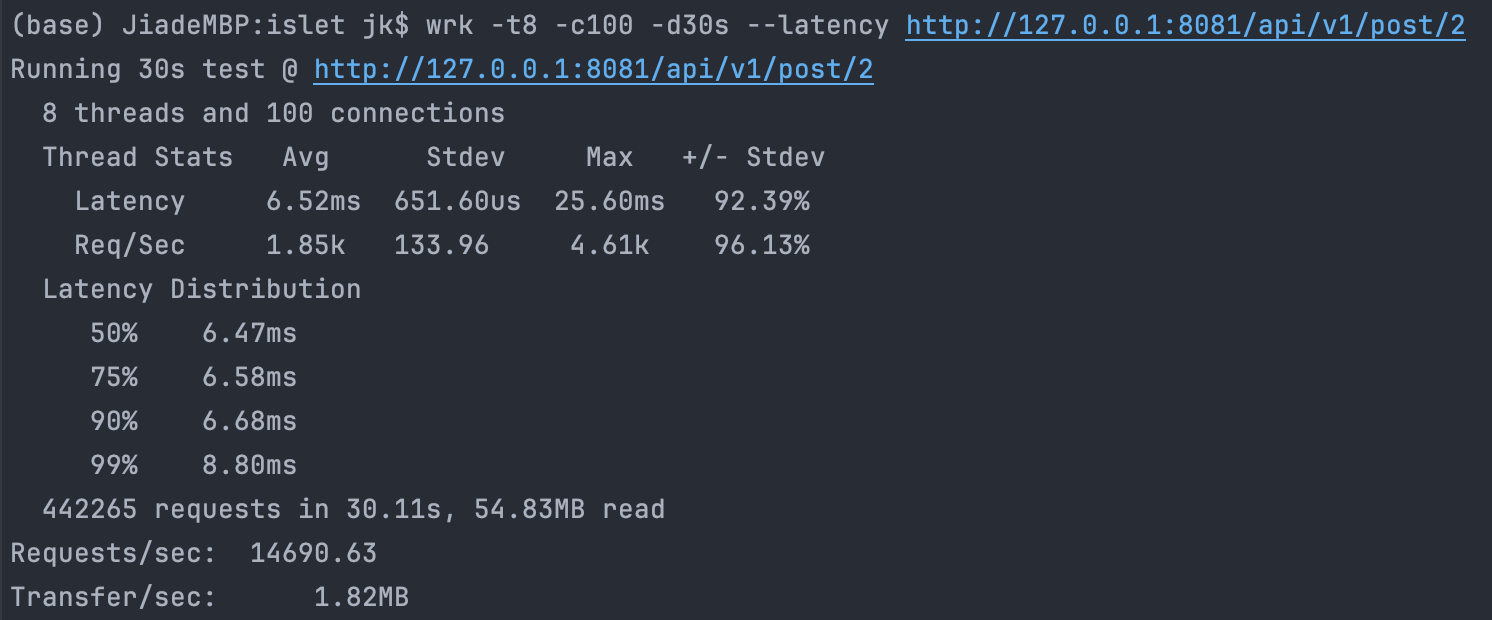 (base) JiadeMBP:islet jk$ wrk -t8 -c100 -d30s --latency http://127.0.0.1:8081/api/v1/post/2
Running 30s test @ http://127.0.0.1:8081/api/v1/post/2
  8 threads and 100 connections
  Thread Stats   Avg      Stdev     Max   +/- Stdev
    Latency     6.52ms  651.60us  25.60ms   92.39%
    Req/Sec     1.85k   133.96     4.61k    96.13%
  Latency Distribution
     50%    6.47ms
     75%    6.58ms
     90%    6.68ms
     99%    8.80ms
  442265 requests in 30.11s, 54.83MB read
Requests/sec:  14690.63
Transfer/sec:      1.82MB